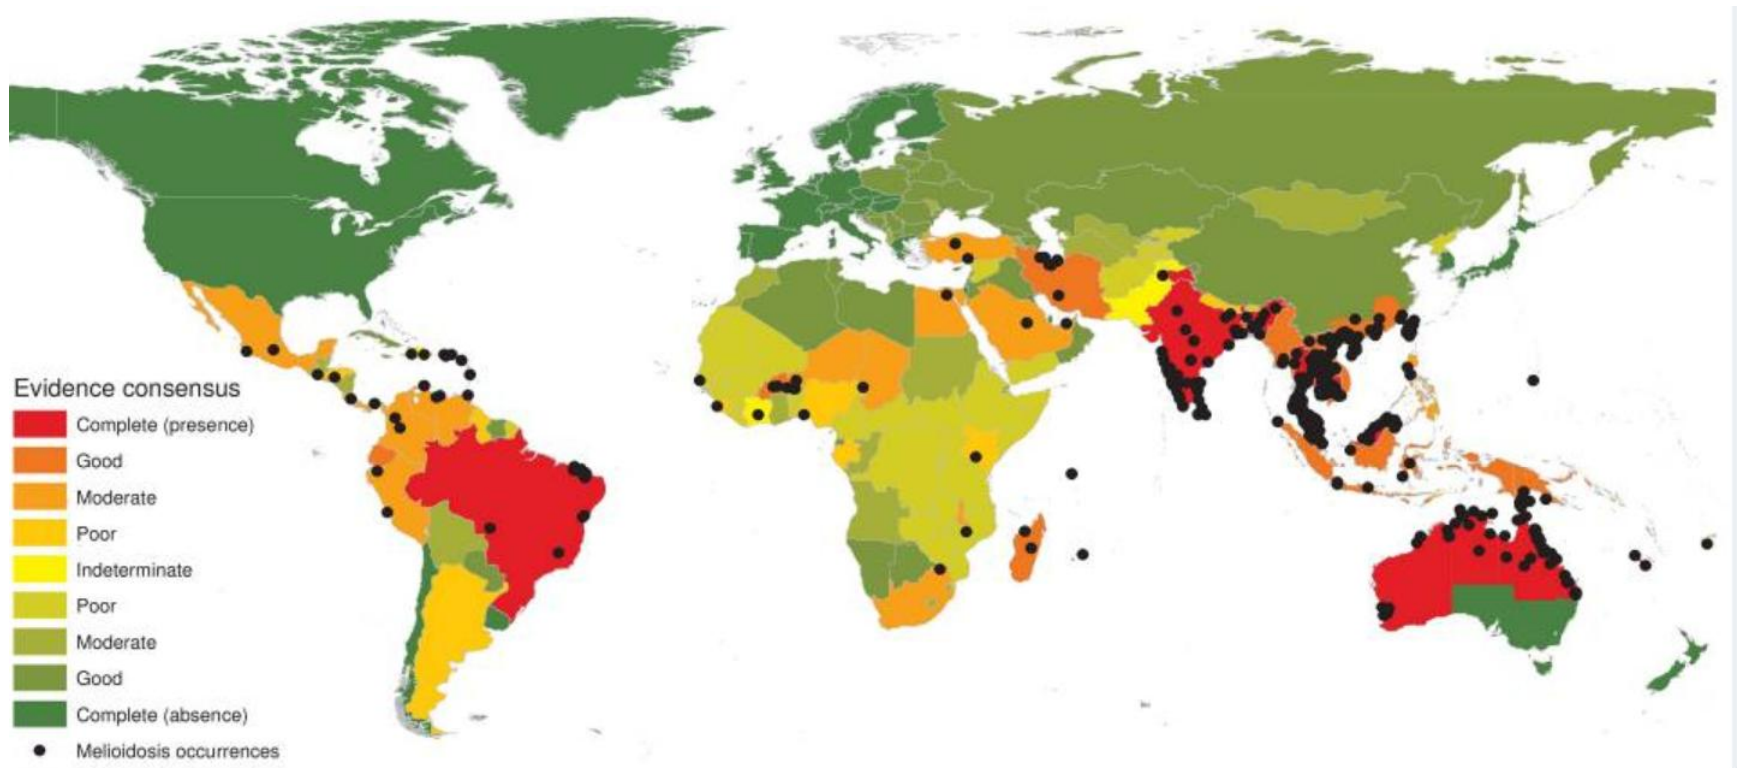 Evidence consensus
Complete (presence)
Good
Moderate
Poor
Indeterminate
Poor
Moderate
Good
Complete (absence)
Melioidosis occurrences